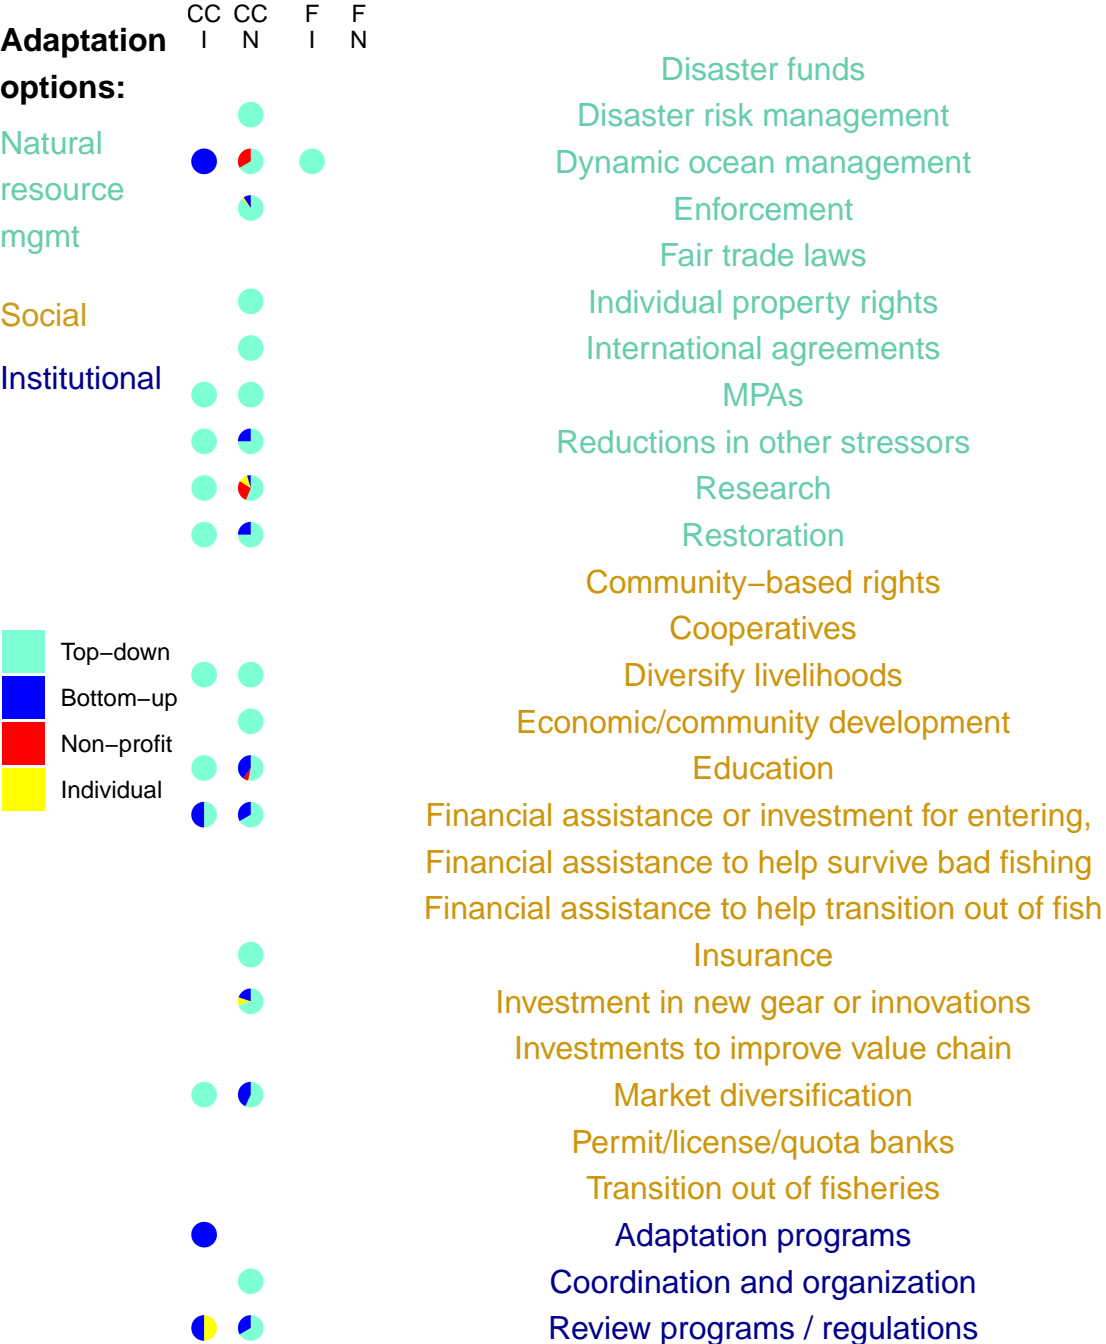 CC CC F F
I N I N
Adaptation
options:
Natural
resource
mgmt
Social
Institutional
Top−down
Bottom−up
Non−profit
Individual
Disaster funds
Disaster risk management
Dynamic ocean management
Enforcement
Fair trade laws
Individual property rights
International agreements
MPAs
Reductions in other stressors
Research
Restoration
Community−based rights
Cooperatives
Diversify livelihoods
Economic/community development
Education
Financial assistance or investment for entering,
Financial assistance to help survive bad fishing
Financial assistance to help transition out of fish
Insurance
Investment in new gear or innovations
Investments to improve value chain
Market diversification
Permit/license/quota banks
Transition out of fisheries
Adaptation programs
Coordination and organization
Review programs / regulations